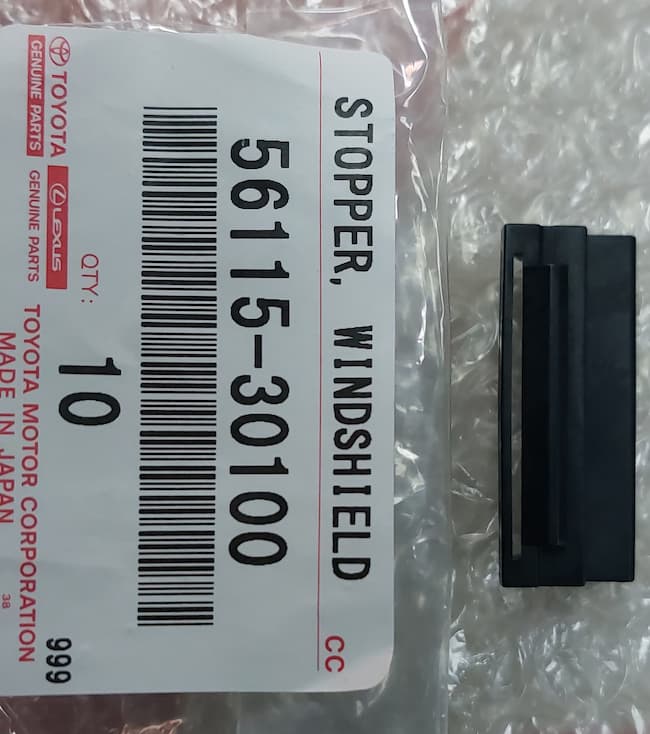 STOPPER, WINDSHIELD CC
56115-30100
QTY: 10
TOYOTA
GENUINE PARTS
LEXUS
GENUINE PARTS
TOYOTA MOTOR CORPORATION
MADE IN JAPAN
999
38